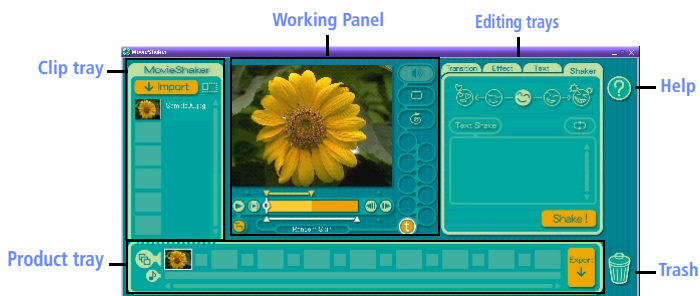 Working Panel
Editing trays
Clip tray
MovieShaker
MovieShaker
Import
Transition Effect Text Shaker
Help
Text Shake
Shake!
Product tray
Export
Trash